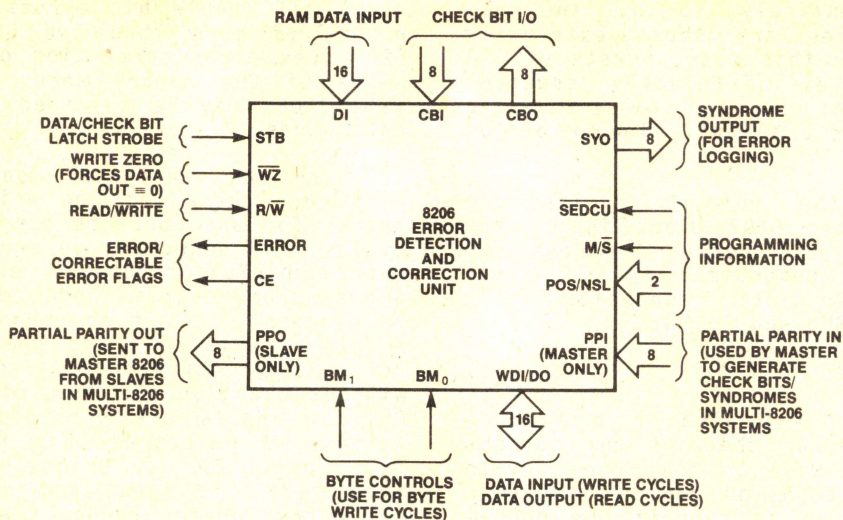 RAM DATA INPUT
CHECK BIT I/O
16
8
8
DI
CBI
CBO
DATA/CHECK BIT
LATCH STROBE
STB
WRITE ZERO
(FORCES DATA
OUT ≡ 0)
W̅Z̅
READ/W̅R̅I̅T̅E̅
R/W̅
ERROR/
CORRECTABLE
ERROR FLAGS
ERROR
CE
PARTIAL PARITY OUT
(SENT TO
MASTER 8206
FROM SLAVES
IN MULTI-8206
SYSTEMS)
8
PPO
(SLAVE
ONLY)
8206
ERROR
DETECTION
AND
CORRECTION
UNIT
SYO
8
SYNDROME
OUTPUT
(FOR ERROR
LOGGING)
S̅E̅D̅C̅U̅
M/S̅
POS/NSL
2
PROGRAMMING
INFORMATION
PPI
(MASTER
ONLY)
8
PARTIAL PARITY IN
(USED BY MASTER
TO GENERATE
CHECK BITS/
SYNDROMES
IN MULTI-8206
SYSTEMS
BM₁
BM₀
WDI/DO
16
BYTE CONTROLS
(USE FOR BYTE
WRITE CYCLES)
DATA INPUT (WRITE CYCLES)
DATA OUTPUT (READ CYCLES)